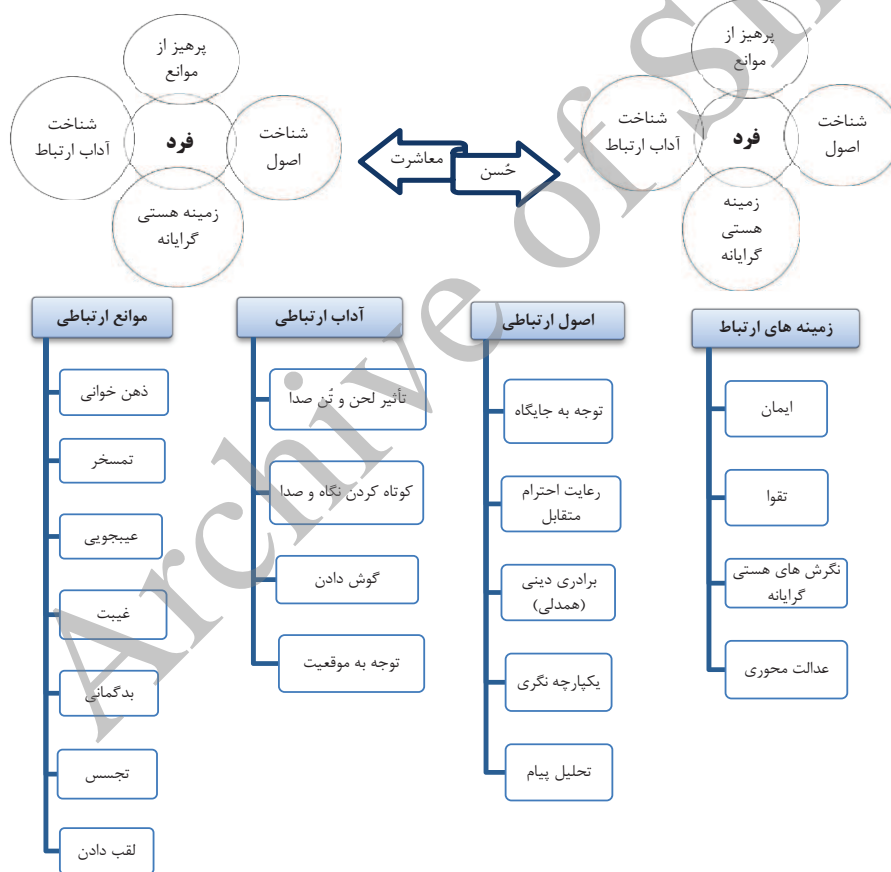 پرهیز از
موانع
شناخت
اصول
فرد
شناخت
آداب ارتباط
زمینه
هستی
گرایانه
حُسن
معاشرت
پرهیز از
موانع
شناخت
اصول
فرد
شناخت
آداب ارتباط
زمینه هستی
گرایانه
زمینه های ارتباط
ایمان
تقوا
نگرش های هستی
گرایانه
عدالت محوری
اصول ارتباطی
توجه به جایگاه
رعایت احترام
متقابل
برادری دینی
(همدلی)
یکپارچه نگری
تحلیل پیام
آداب ارتباطی
تأثیر لحن و تُن صدا
کوتاه کردن نگاه و صدا
گوش دادن
توجه به موقعیت
موانع ارتباطی
ذهن خوانی
تمسخر
عیبجویی
غیبت
بدگمانی
تجسس
لقب دادن
Archive of